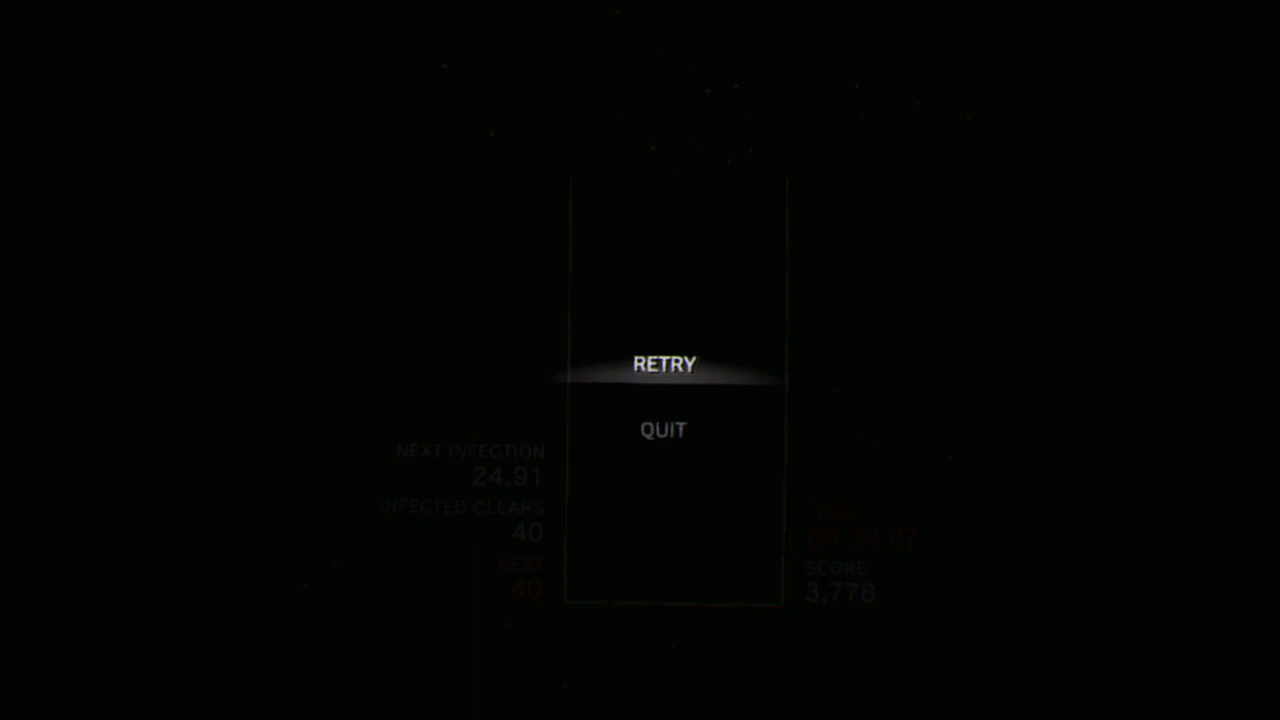 RETRY
QUIT
NEXT INFECTION
24.91
INFECTED CLEARS
40
BEST
40
SCORE
3,778